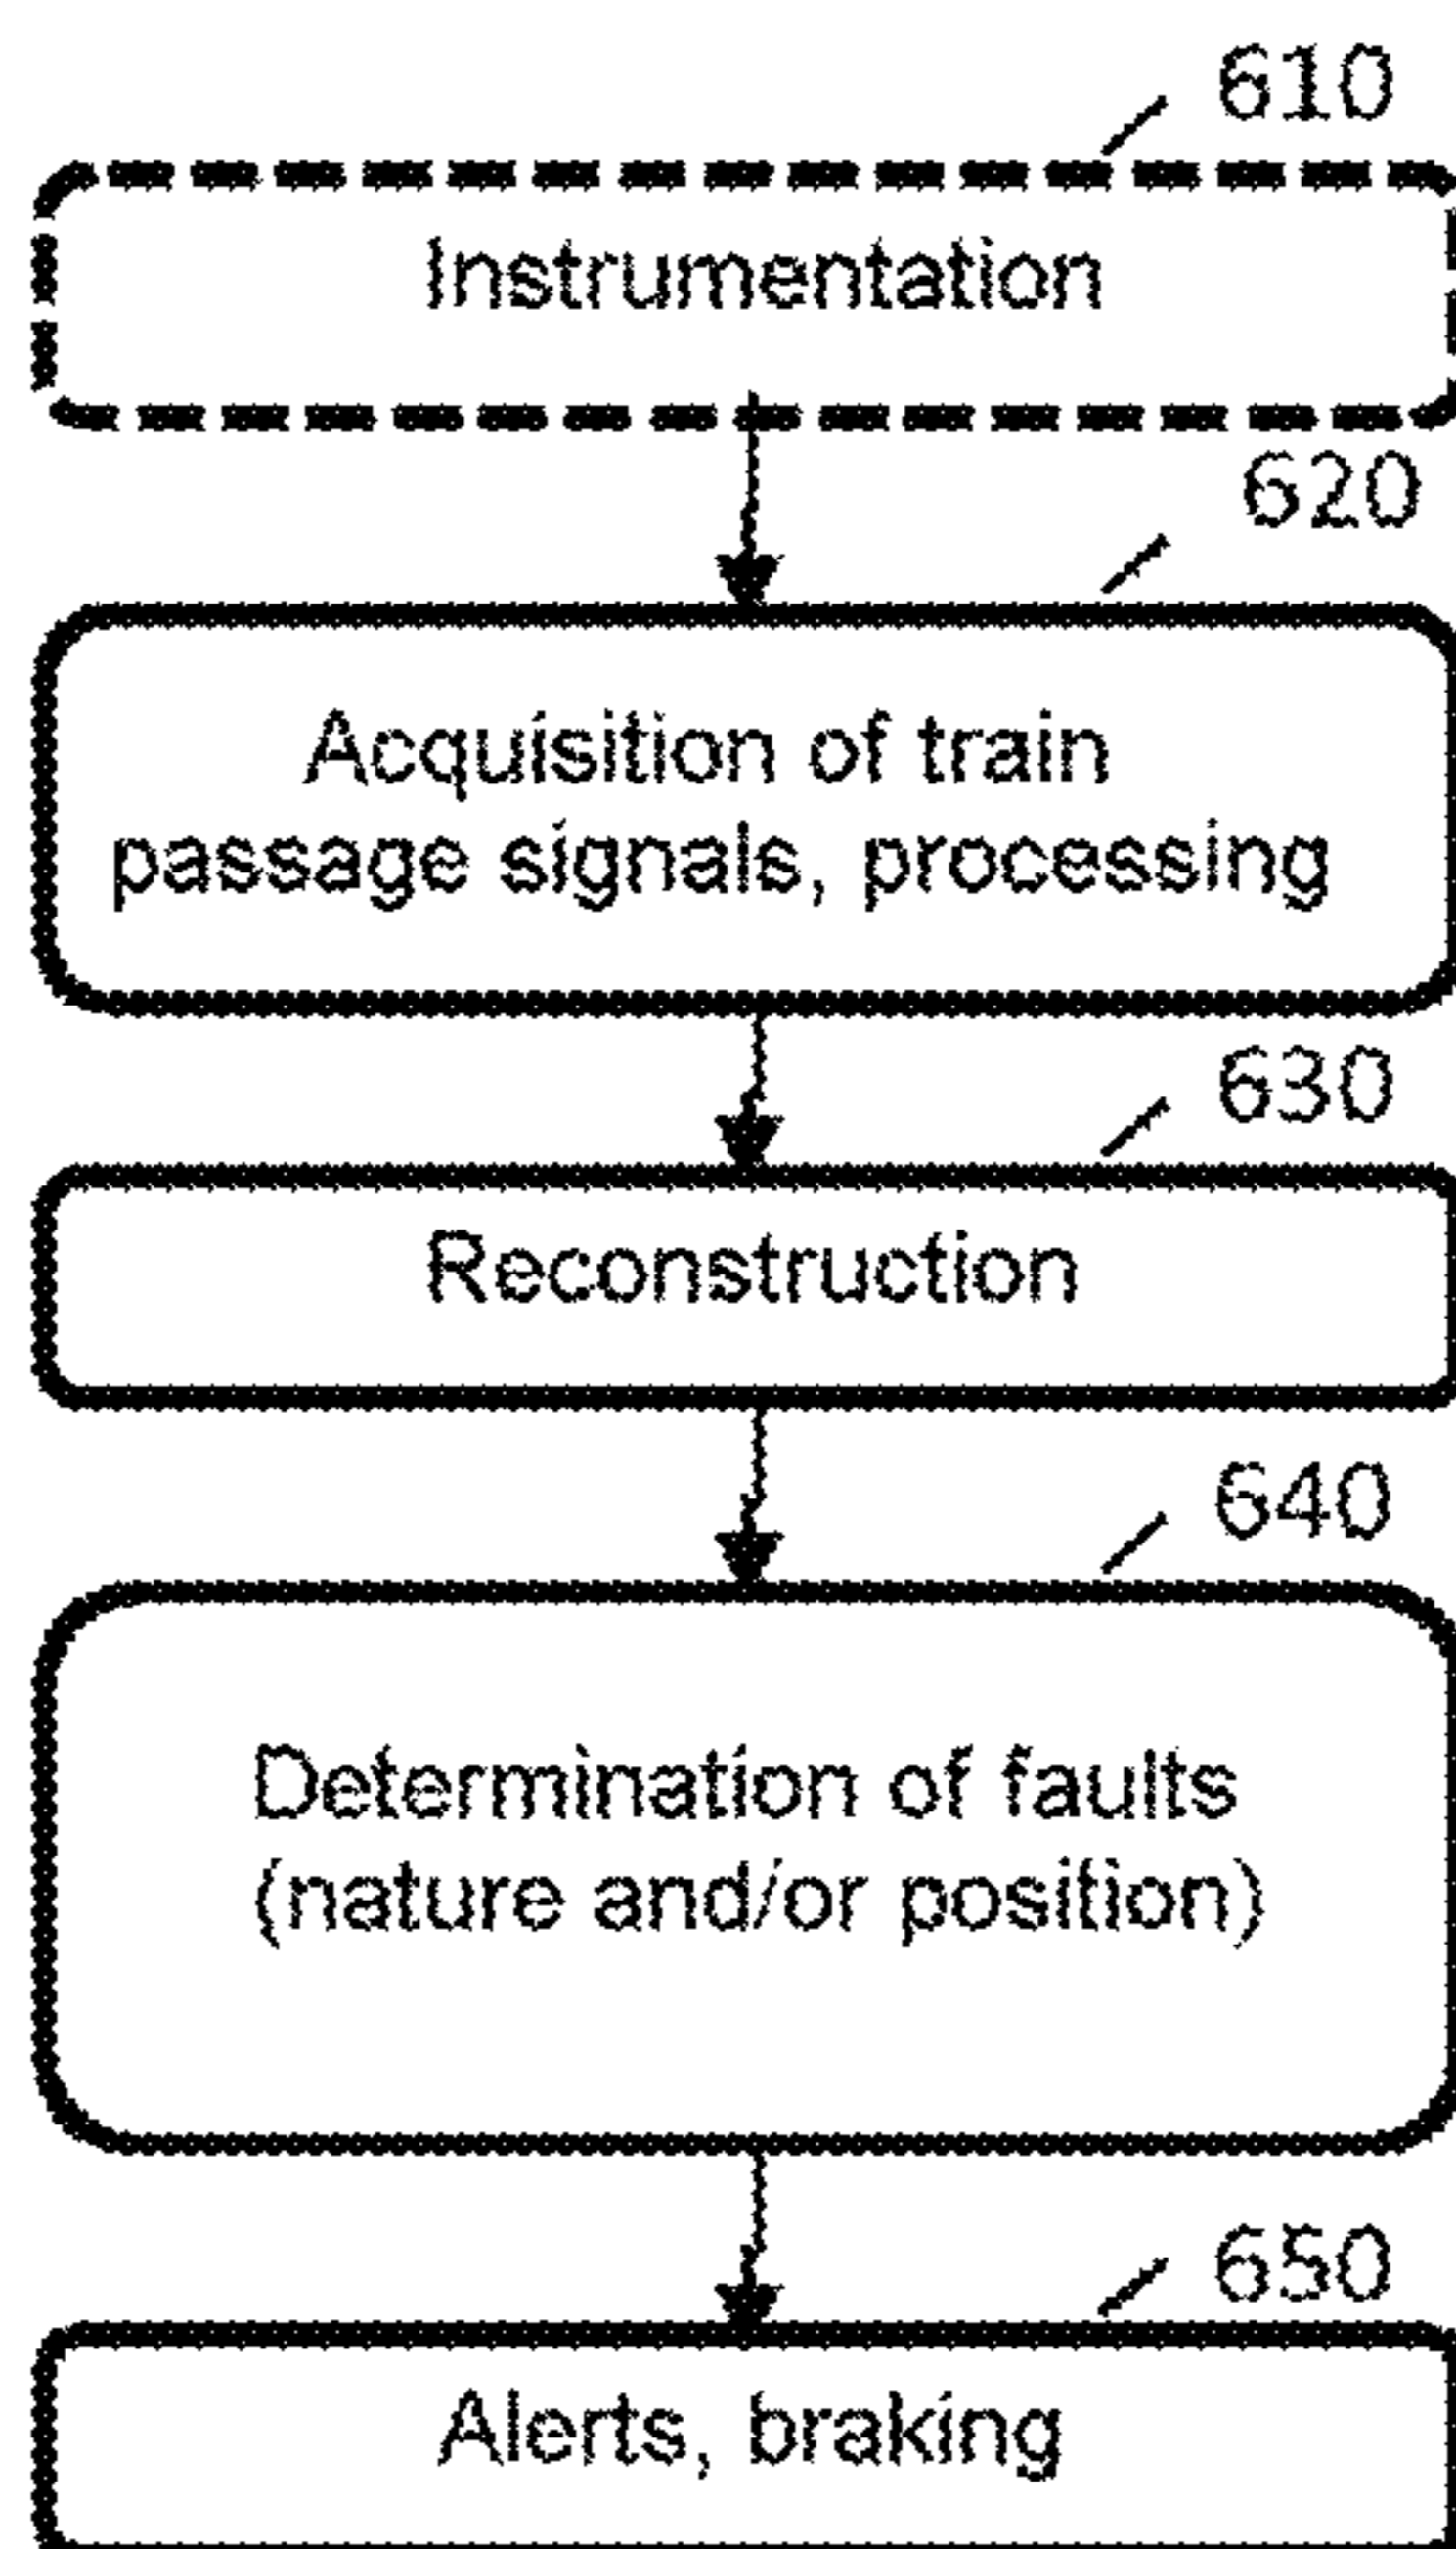 610
Instrumentation
620
Acquisition of train
passage signals, processing
630
Reconstruction
640
Determination of faults
(nature and/or position)
650
Alerts, braking